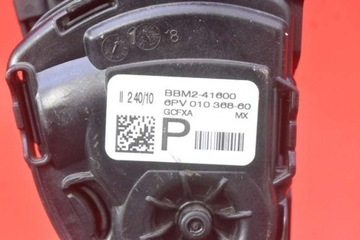 II 2 40/10 BBM2-41600
6PV 010 368-60
GCFXA MX
P